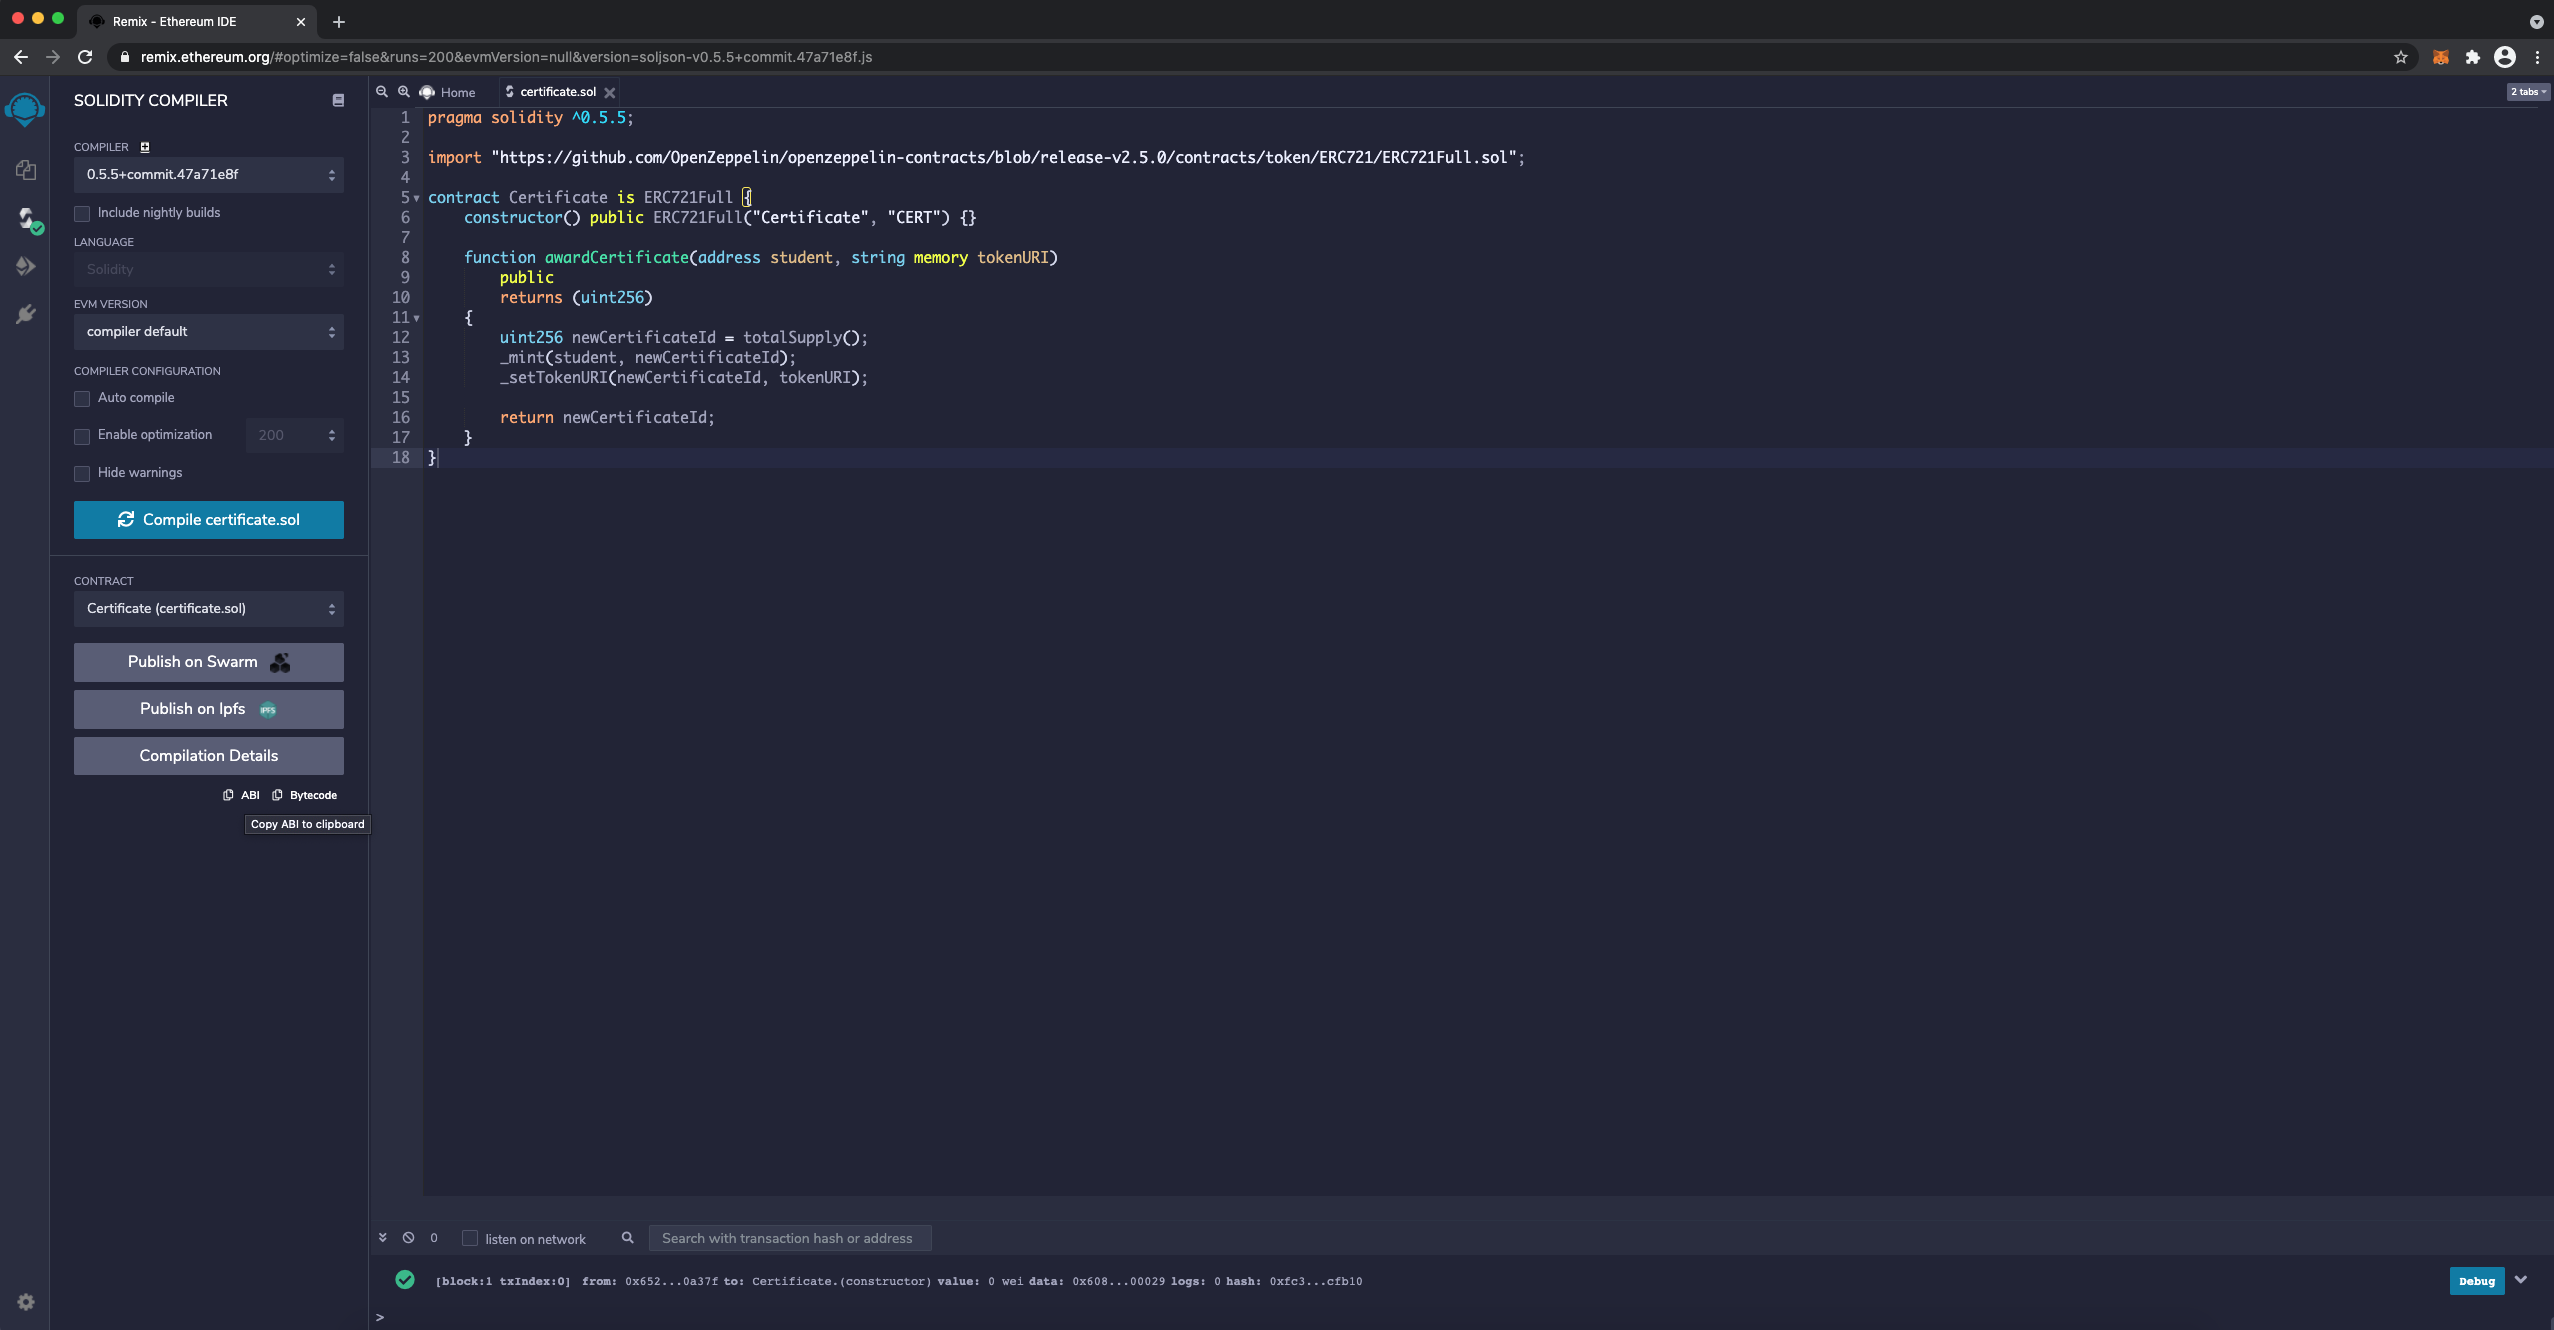 Remix - Ethereum IDE
remix.ethereum.org/#optimize=false&runs=200&evmVersion=null&version=soljson-v0.5.5+commit.47a71e8f.js
SOLIDITY COMPILER
COMPILER
0.5.5+commit.47a71e8f
Include nightly builds
LANGUAGE
Solidity
EVM VERSION
compiler default
COMPILER CONFIGURATION
Auto compile
Enable optimization
200
Hide warnings
Compile certificate.sol
CONTRACT
Certificate (certificate.sol)
Publish on Swarm
Publish on Ipfs
IPFS
Compilation Details
ABI
Bytecode
Copy ABI to clipboard
Home
certificate.sol
2 tabs
1 pragma solidity ^0.5.5;
2
3 import "https://github.com/OpenZeppelin/openzeppelin-contracts/blob/release-v2.5.0/contracts/token/ERC721/ERC721Full.sol";
4
5 contract Certificate is ERC721Full {
6 constructor() public ERC721Full("Certificate", "CERT") {}
7
8 function awardCertificate(address student, string memory tokenURI)
9 public
10 returns (uint256)
11 {
12 uint256 newCertificateId = totalSupply();
13 _mint(student, newCertificateId);
14 _setTokenURI(newCertificateId, tokenURI);
15
16 return newCertificateId;
17 }
18 }
0
listen on network
Search with transaction hash or address
[block:1 txIndex:0] from: 0x652...0a37f to: Certificate.(constructor) value: 0 wei data: 0x608...00029 logs: 0 hash: 0xfc3...cfb10
Debug
>